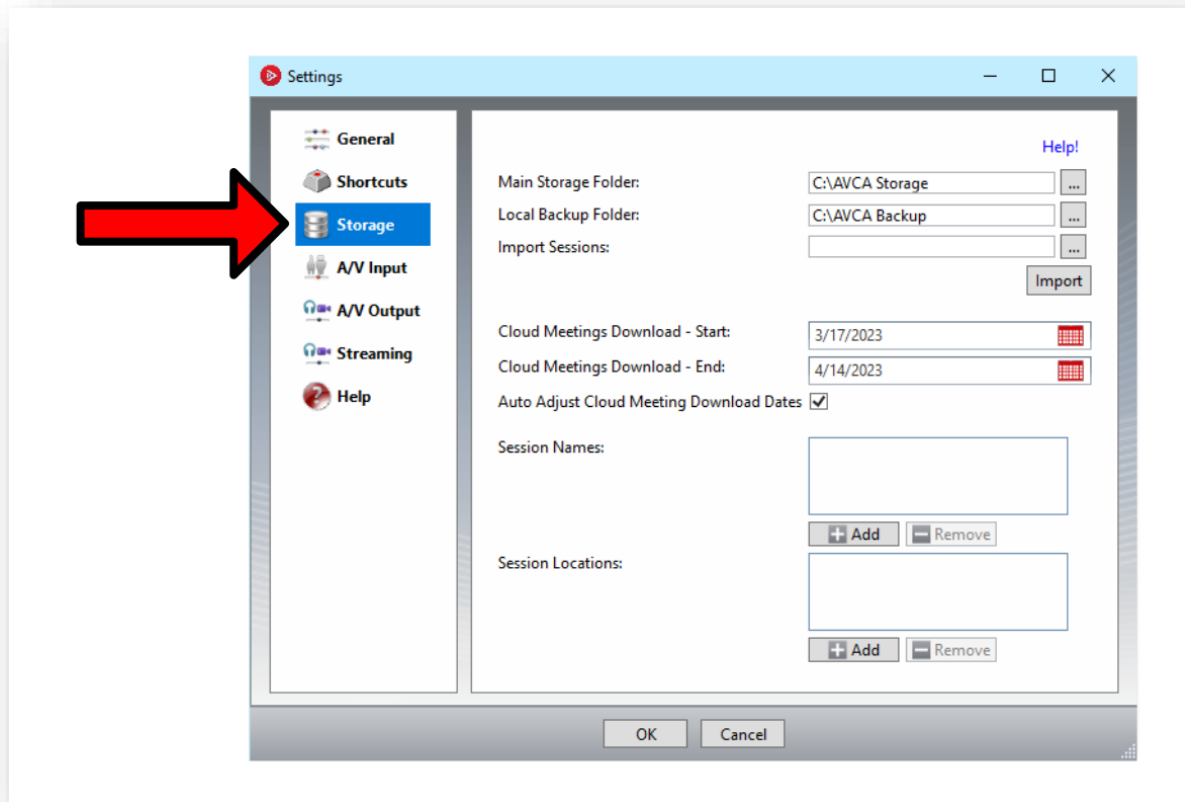 Settings
General
Shortcuts
Storage
A/V Input
A/V Output
Streaming
Help
Help!
Main Storage Folder: C:\AVCA Storage ...
Local Backup Folder: C:\AVCA Backup ...
Import Sessions: ...
Import
Cloud Meetings Download - Start: 3/17/2023
Cloud Meetings Download - End: 4/14/2023
Auto Adjust Cloud Meeting Download Dates
Session Names:
Add Remove
Session Locations:
Add Remove
OK Cancel